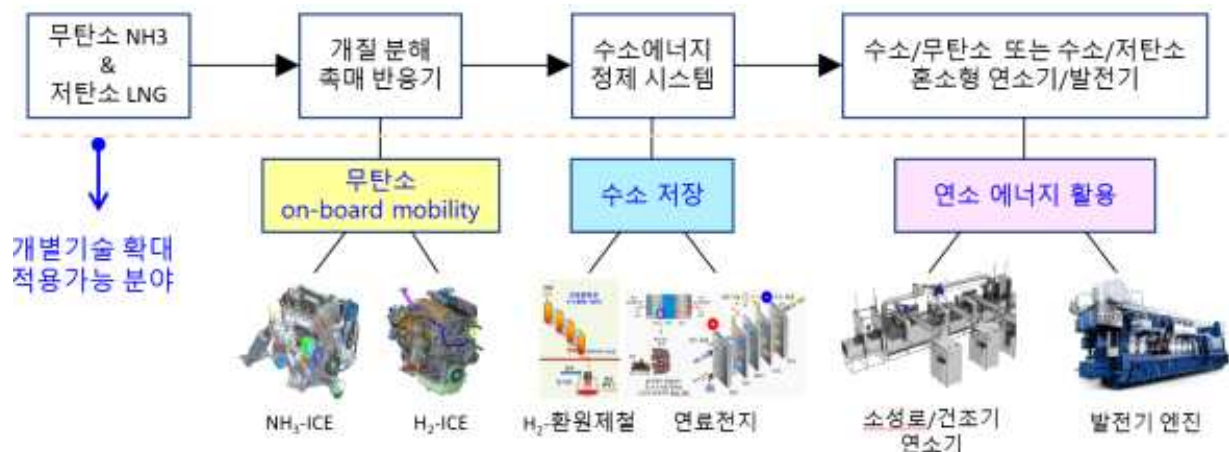 무탄소 NH3
&
저탄소 LNG
개질 분해
촉매 반응기
수소에너지
정제 시스템
수소/무탄소 또는 수소/저탄소
혼소형 연소기/발전기
무탄소
on-board mobility
수소 저장
연소 에너지 활용
개별기술 확대
적용가능 분야
NH₃-ICE
H₂-ICE
H₂-환원제철
연료전지
소성로/건조기
연소기
발전기 엔진